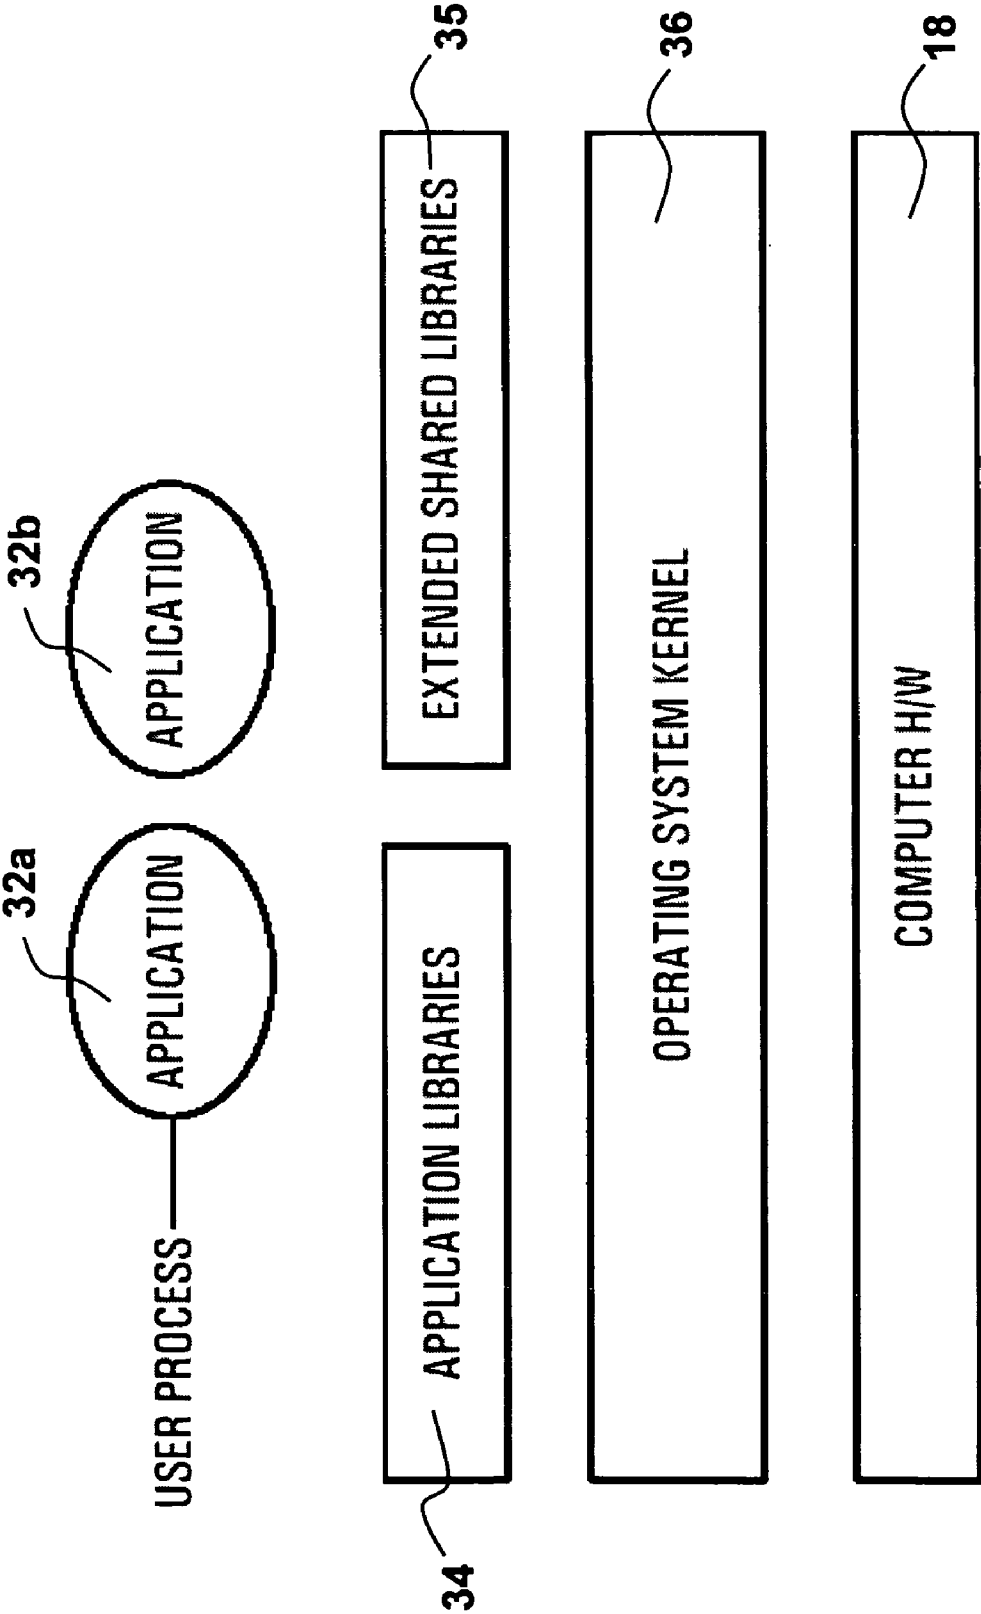 32a
32b
USER PROCESS
APPLICATION
APPLICATION
34
APPLICATION LIBRARIES
EXTENDED SHARED LIBRARIES
35
OPERATING SYSTEM KERNEL
36
COMPUTER H/W
18